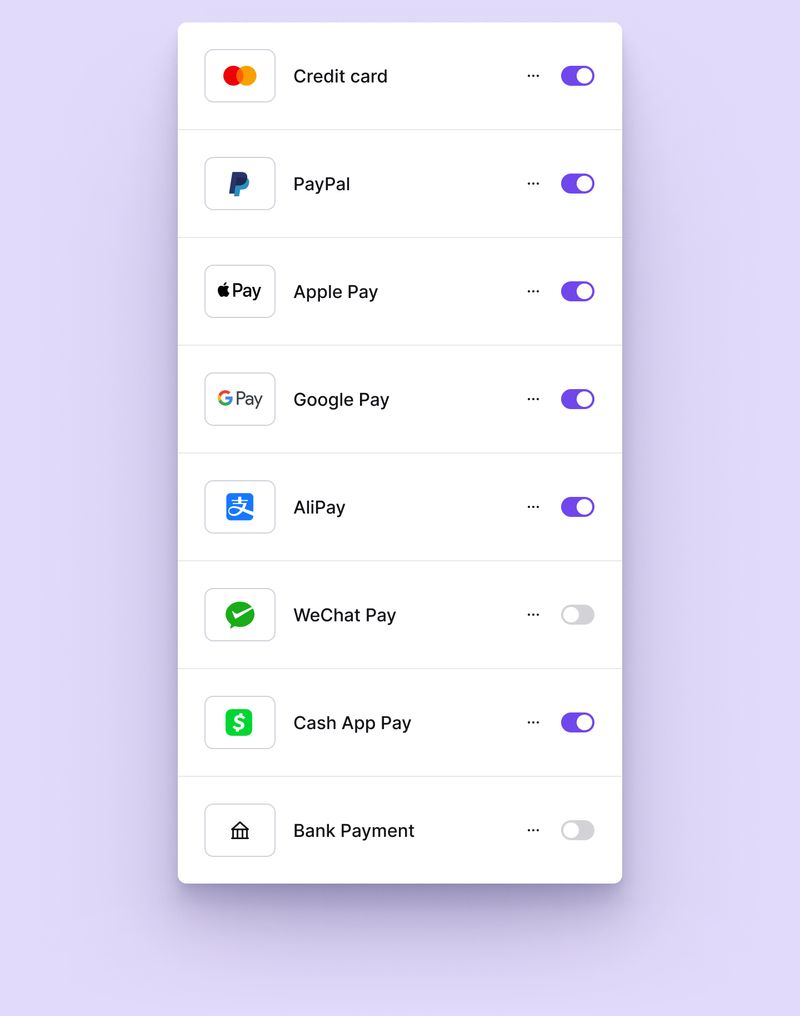 Credit card
PayPal
Pay
Apple Pay
G Pay
Google Pay
支
AliPay
WeChat Pay
$
Cash App Pay
Bank Payment